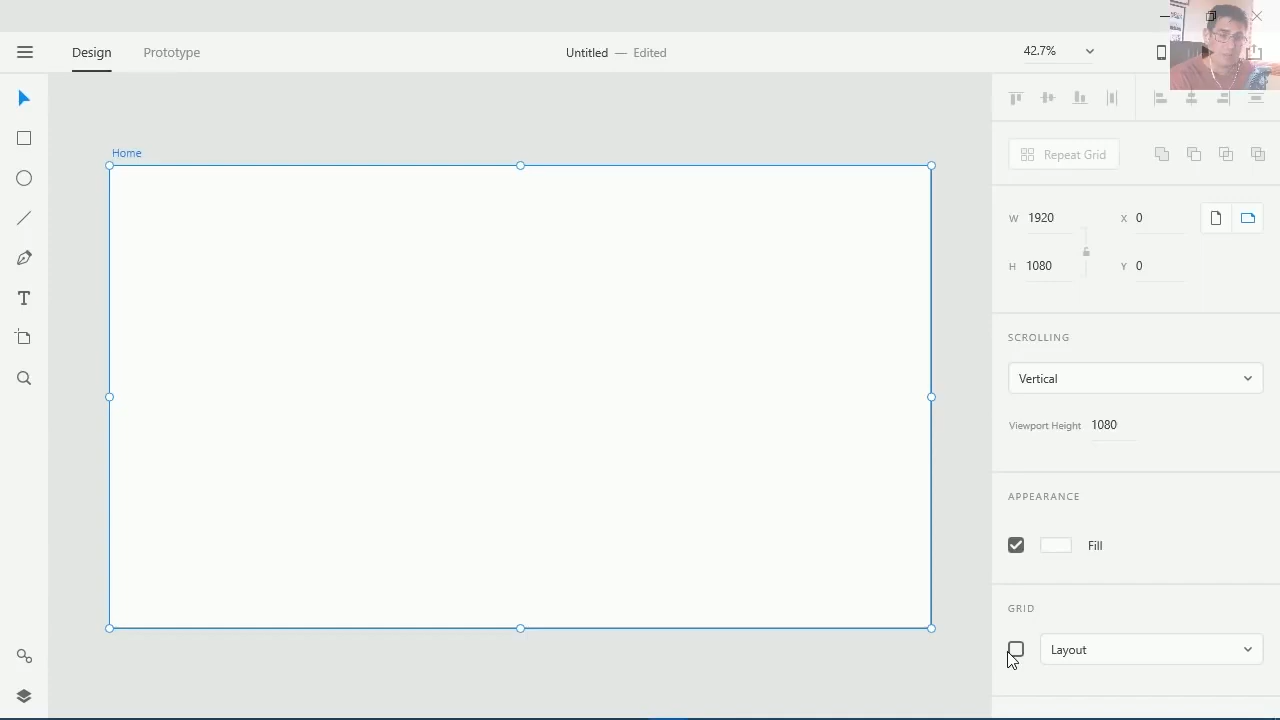 Design
Prototype
Untitled — Edited
42.7%
Home
Repeat Grid
W 1920
X 0
H 1080
Y 0
SCROLLING
Vertical
Viewport Height 1080
APPEARANCE
Fill
GRID
Layout